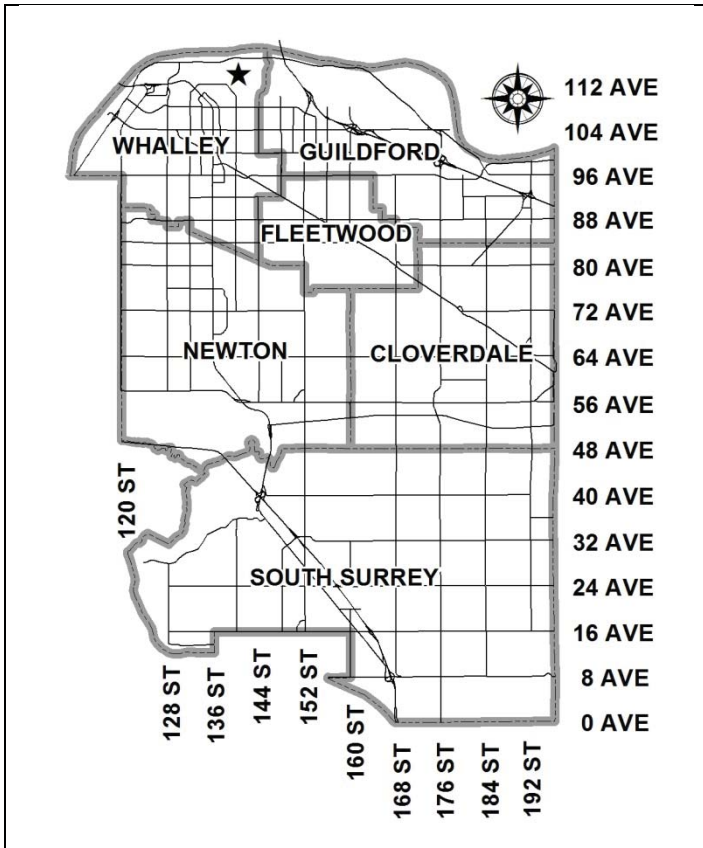 112 AVE
104 AVE
WHALLEY
GUILDFORD
96 AVE
88 AVE
FLEETWOOD
80 AVE
72 AVE
NEWTON
CLOVERDALE
64 AVE
56 AVE
48 AVE
120 ST
40 AVE
32 AVE
SOUTH SURREY
24 AVE
16 AVE
128 ST
136 ST
144 ST
152 ST
8 AVE
160 ST
0 AVE
168 ST
176 ST
184 ST
192 ST